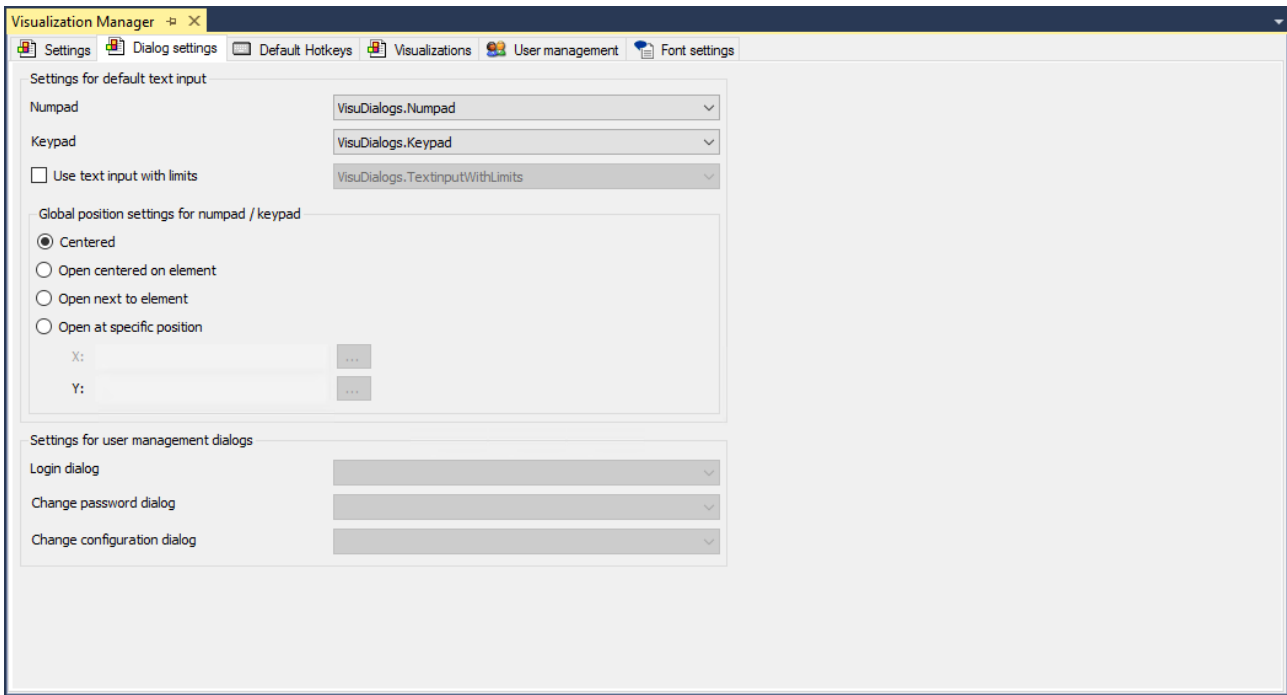 Visualization Manager
Settings Dialog settings Default Hotkeys Visualizations User management Font settings
Settings for default text input
Numpad VisuDialogs.Numpad
Keypad VisuDialogs.Keypad
Use text input with limits VisuDialogs.TextinputWithLimits
Global position settings for numpad / keypad
Centered
Open centered on element
Open next to element
Open at specific position
X: ...
Y: ...
Settings for user management dialogs
Login dialog
Change password dialog
Change configuration dialog